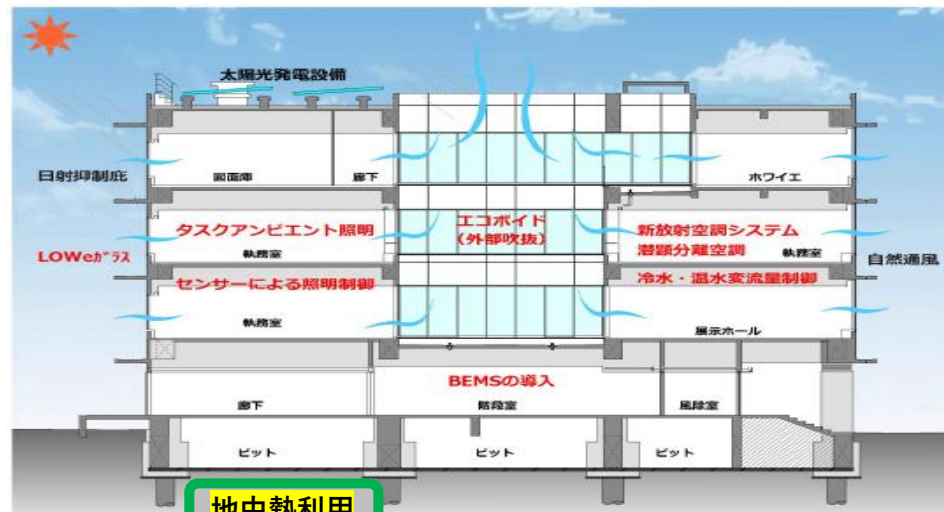 太陽光発電設備
日射抑制庇
図面庫
廊下
ホワイエ
タスクアンビエント照明
執務室
エコボイド
(外部吹抜)
新放射空調システム
潜顕分離空調
執務室
LOWeガラス
自然通風
センサーによる照明制御
執務室
冷水・温水変流量制御
展示ホール
BEMSの導入
廊下
階段室
風除室
ピット
ピット
ピット
地中熱利用